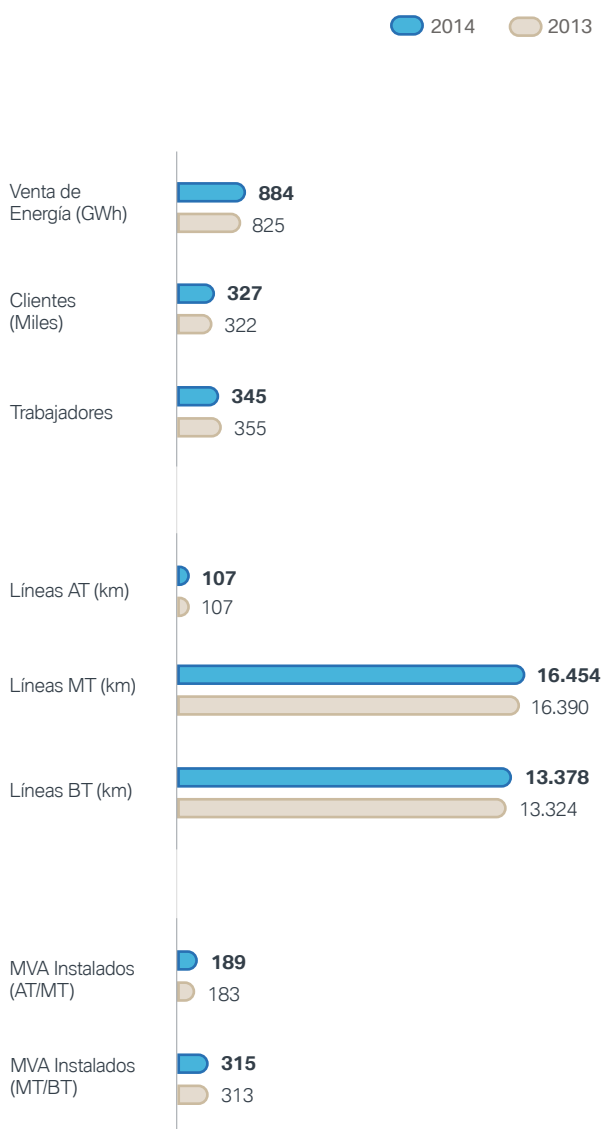 2014 2013
Venta de
Energía (GWh)
884
825
Clientes
(Miles)
327
322
Trabajadores
345
355
Líneas AT (km)
107
107
Líneas MT (km)
16.454
16.390
Líneas BT (km)
13.378
13.324
MVA Instalados
(AT/MT)
189
183
MVA Instalados
(MT/BT)
315
313